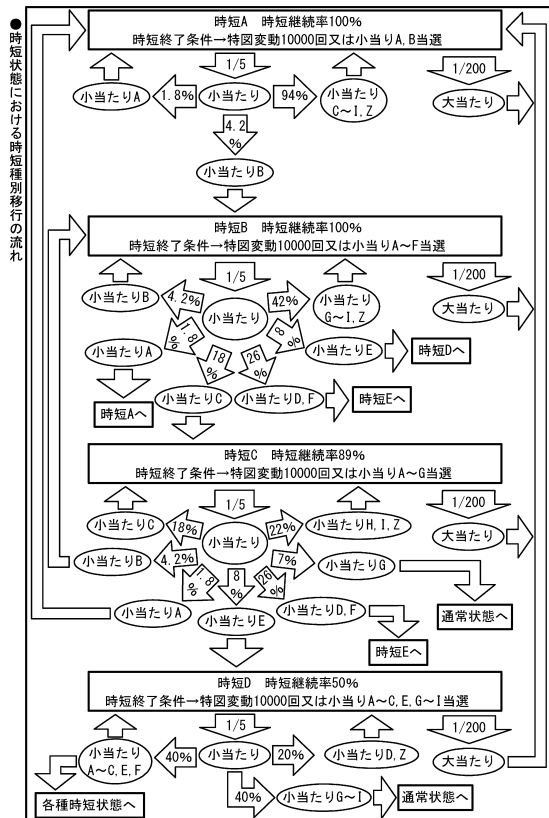 ●時短状態における時短種別移行の流れ
時短A 時短継続率100%
時短終了条件→特図変動10000回又は小当りA,B当選
1/5
1/200
小当たりA
1.8%
小当たり
94%
小当たり
C～I,Z
大当たり
4.2
%
小当たりB
時短B 時短継続率100%
時短終了条件→特図変動10000回又は小当りA～F当選
1/5
1/200
小当たりB
4.2%
小当たり
42%
小当たり
G～I,Z
大当たり
小当たりA
1.8
%
18
%
26
%
8
%
小当たりE
時短Dへ
時短Aへ
小当たりC
小当たりD,F
時短Eへ
時短C 時短継続率89%
時短終了条件→特図変動10000回又は小当りA～G当選
1/5
1/200
小当たりC
18%
小当たり
22%
小当たりH,I,Z
大当たり
小当たりB
4.2%
7%
小当たりG
1.8
%
8
%
26
%
小当たりA
小当たりE
小当たりD,F
通常状態へ
時短Eへ
時短D 時短継続率50%
時短終了条件→特図変動10000回又は小当りA～C,E,G～I当選
1/5
1/200
小当たり
A～C,E,F
40%
小当たり
20%
小当たりD,Z
大当たり
40%
小当たりG～I
通常状態へ
各種時短状態へ